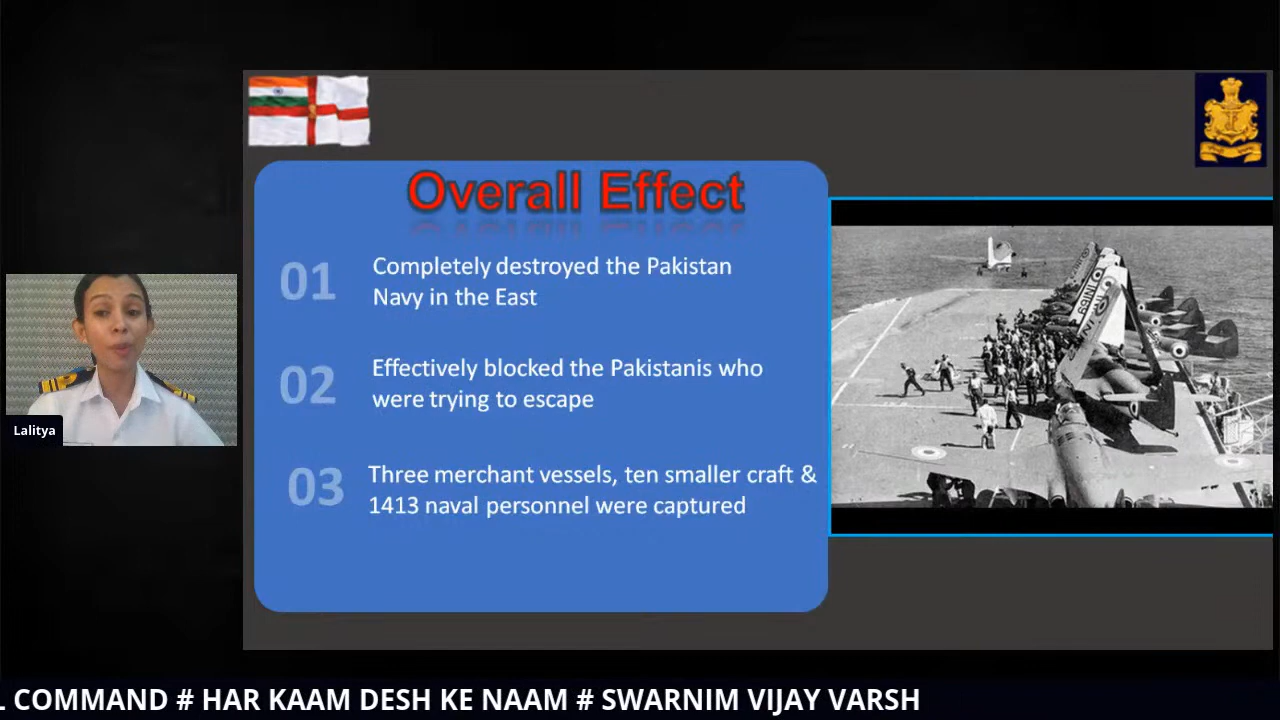 Overall Effect
01
Completely destroyed the Pakistan
Navy in the East
02
Effectively blocked the Pakistanis who
were trying to escape
03
Three merchant vessels, ten smaller craft &
1413 naval personnel were captured
Lalitya
L COMMAND # HAR KAAM DESH KE NAAM # SWARNIM VIJAY VARSH